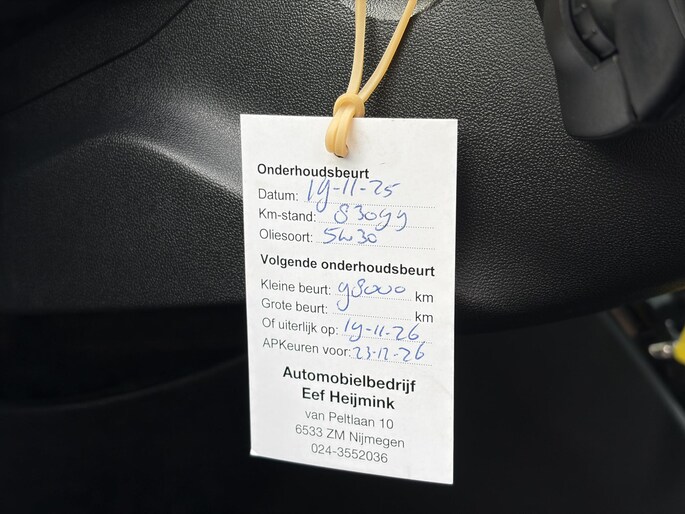 Onderhoudsbeurt
Datum: 19-11-25
Km-stand: 83099
Oliesoort: 5w30
Volgende onderhoudsbeurt
Kleine beurt: 98000 km
Grote beurt: km
Of uiterlijk op: 19-11-26
APKeuren voor: 23-12-26
Automobielbedrijf
Eef Heijmink
van Peltlaan 10
6533 ZM Nijmegen
024-3552036